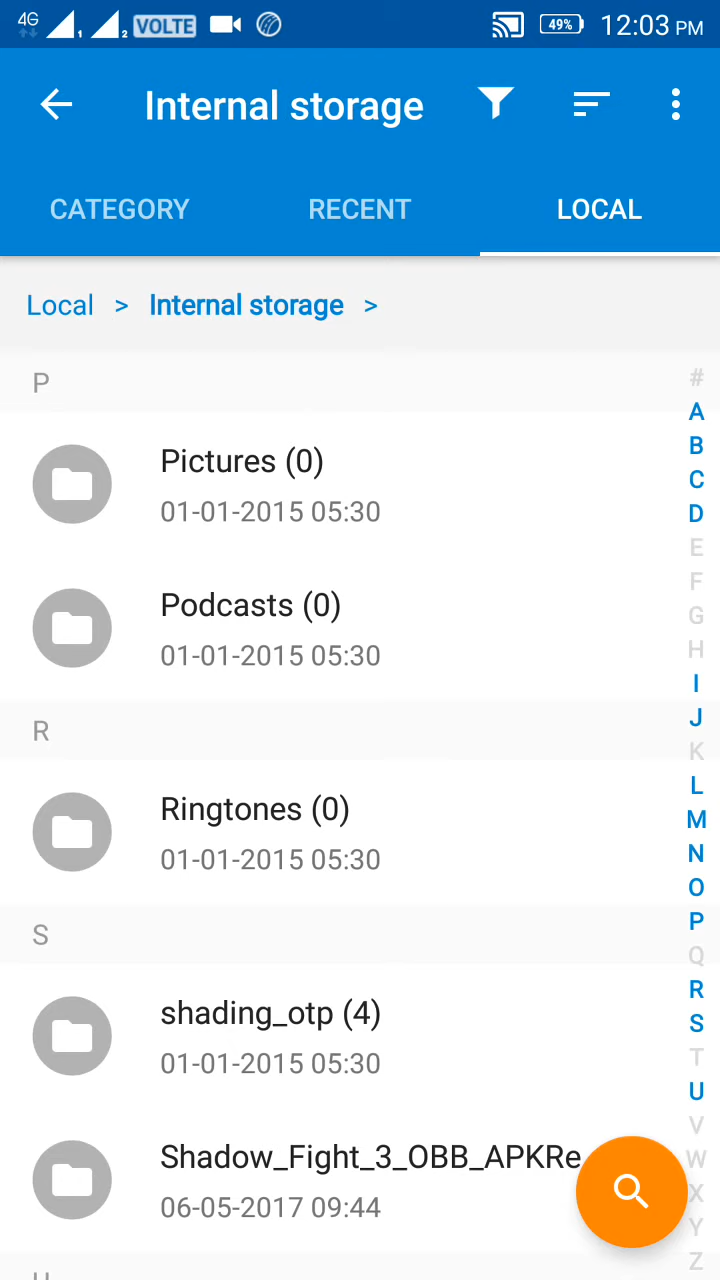 4G 1 2 VOLTE 49% 12:03 PM
Internal storage
CATEGORY RECENT LOCAL
Local > Internal storage >
P
Pictures (0)
01-01-2015 05:30
Podcasts (0)
01-01-2015 05:30
R
Ringtones (0)
01-01-2015 05:30
S
shading_otp (4)
01-01-2015 05:30
Shadow_Fight_3_OBB_APKRe
06-05-2017 09:44
#
A
B
C
D
E
F
G
H
I
J
K
L
M
N
O
P
Q
R
S
T
U
V
W
X
Y
Z